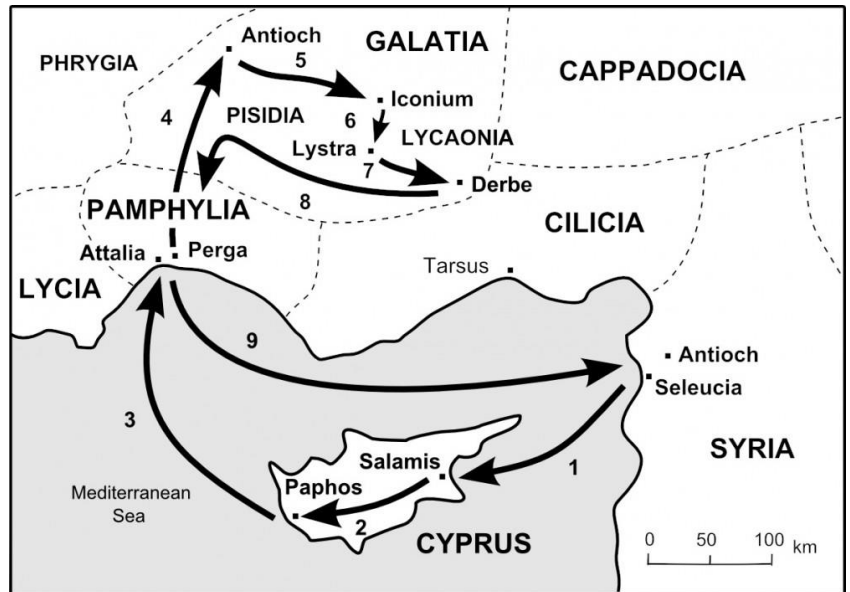 Antioch
GALATIA
5
PHRYGIA
CAPPADOCIA
Iconium
4
PISIDIA
6
LYCAONIA
Lystra
7
Derbe
8
PAMPHYLIA
CILICIA
Attalia
Perga
Tarsus
LYCIA
9
Antioch
Seleucia
3
SYRIA
Salamis
1
Paphos
Mediterranean
Sea
2
CYPRUS
0 50 100 km